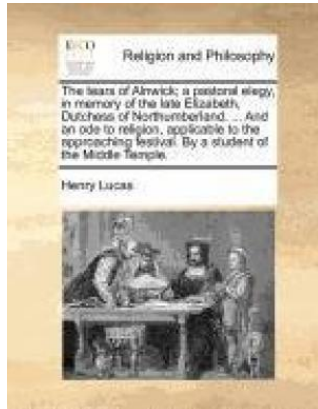 ECCO
Religion and Philosophy
The tears of Alnwick; a pastoral elegy,
in memory of the late Elizabeth,
Dutchess of Northumberland. ... And
an ode to religion, applicable to the
approaching festival. By a student of
the Middle Temple.
Henry Lucas